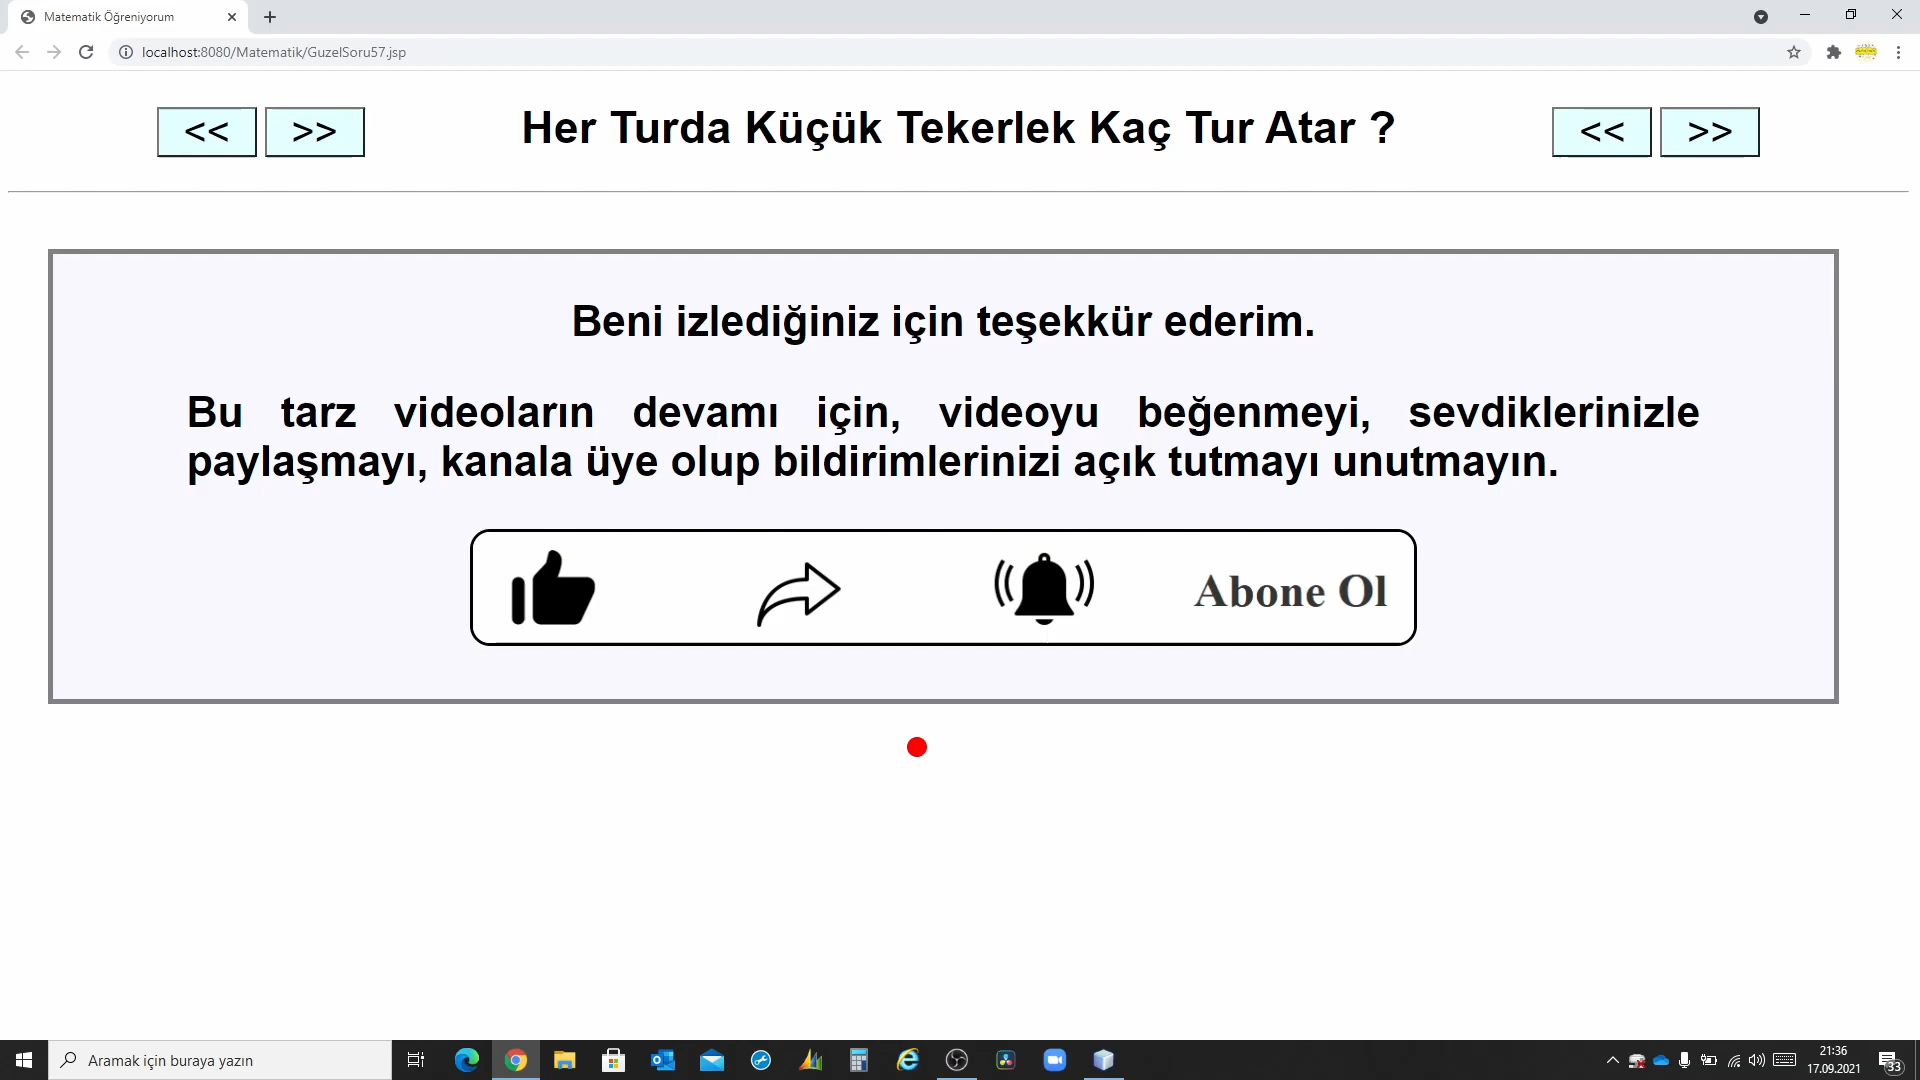 Matematik Öğreniyorum
localhost:8080/Matematik/GuzelSoru57.jsp
<< >> Her Turda Küçük Tekerlek Kaç Tur Atar ? << >>
Beni izlediğiniz için teşekkür ederim.
Bu tarz videoların devamı için, videoyu beğenmeyi, sevdiklerinizle
paylaşmayı, kanala üye olup bildirimlerinizi açık tutmayı unutmayın.
Abone Ol
Aramak için buraya yazın
21:36
17.09.2021
33